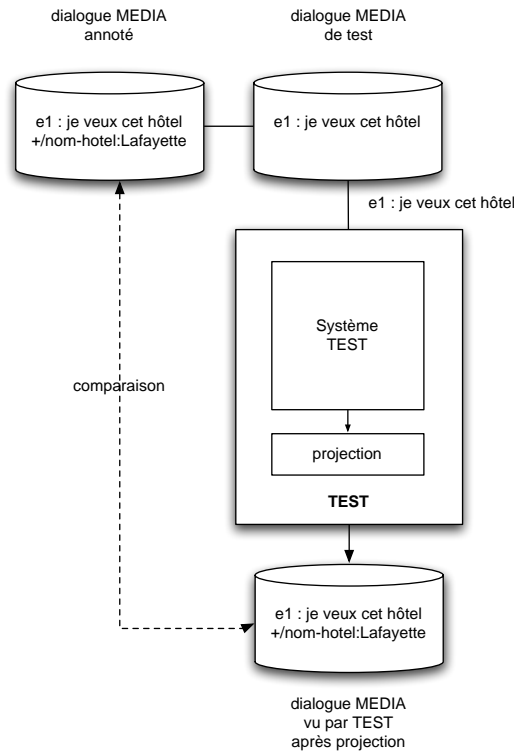 dialogue MEDIA
annoté
dialogue MEDIA
de test
e1 : je veux cet hôtel
+/nom-hotel:Lafayette
e1 : je veux cet hôtel
e1 : je veux cet hôtel
Système
TEST
comparaison
projection
TEST
e1 : je veux cet hôtel
+/nom-hotel:Lafayette
dialogue MEDIA
vu par TEST
après projection